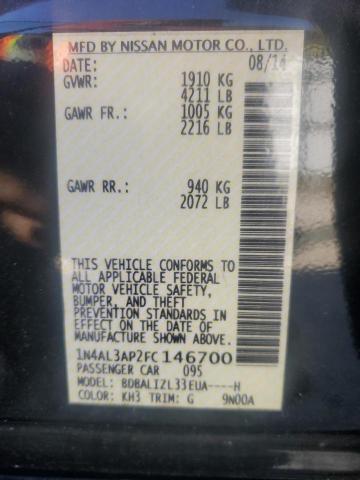 MFD BY NISSAN MOTOR CO., LTD.
DATE: 08/14
GVWR: 1910 KG
4211 LB
GAWR FR.: 1005 KG
2216 LB
GAWR RR.: 940 KG
2072 LB
THIS VEHICLE CONFORMS TO
ALL APPLICABLE FEDERAL
MOTOR VEHICLE SAFETY,
BUMPER, AND THEFT
PREVENTION STANDARDS
IN EFFECT ON THE DATE
OF MANUFACTURE SHOWN ABOVE.
1N4AL3AP2FC146700
PASSENGER CAR 095
MODEL: BDBALIZL33EUA----H
COLOR: KH3 TRIM: G 9N00A